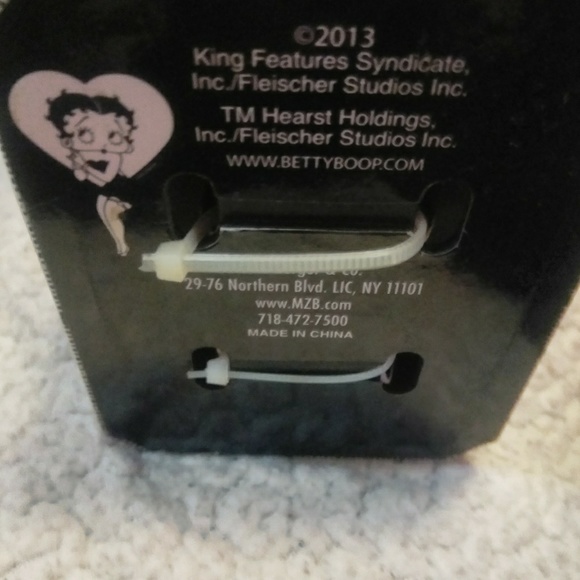 ©2013
King Features Syndicate,
Inc./Fleischer Studios Inc.
TM Hearst Holdings,
Inc./Fleischer Studios Inc.
WWW.BETTYBOOP.COM
& Co.
29-76 Northern Blvd. LIC, NY 11101
www.MZB.com
718-472-7500
MADE IN CHINA